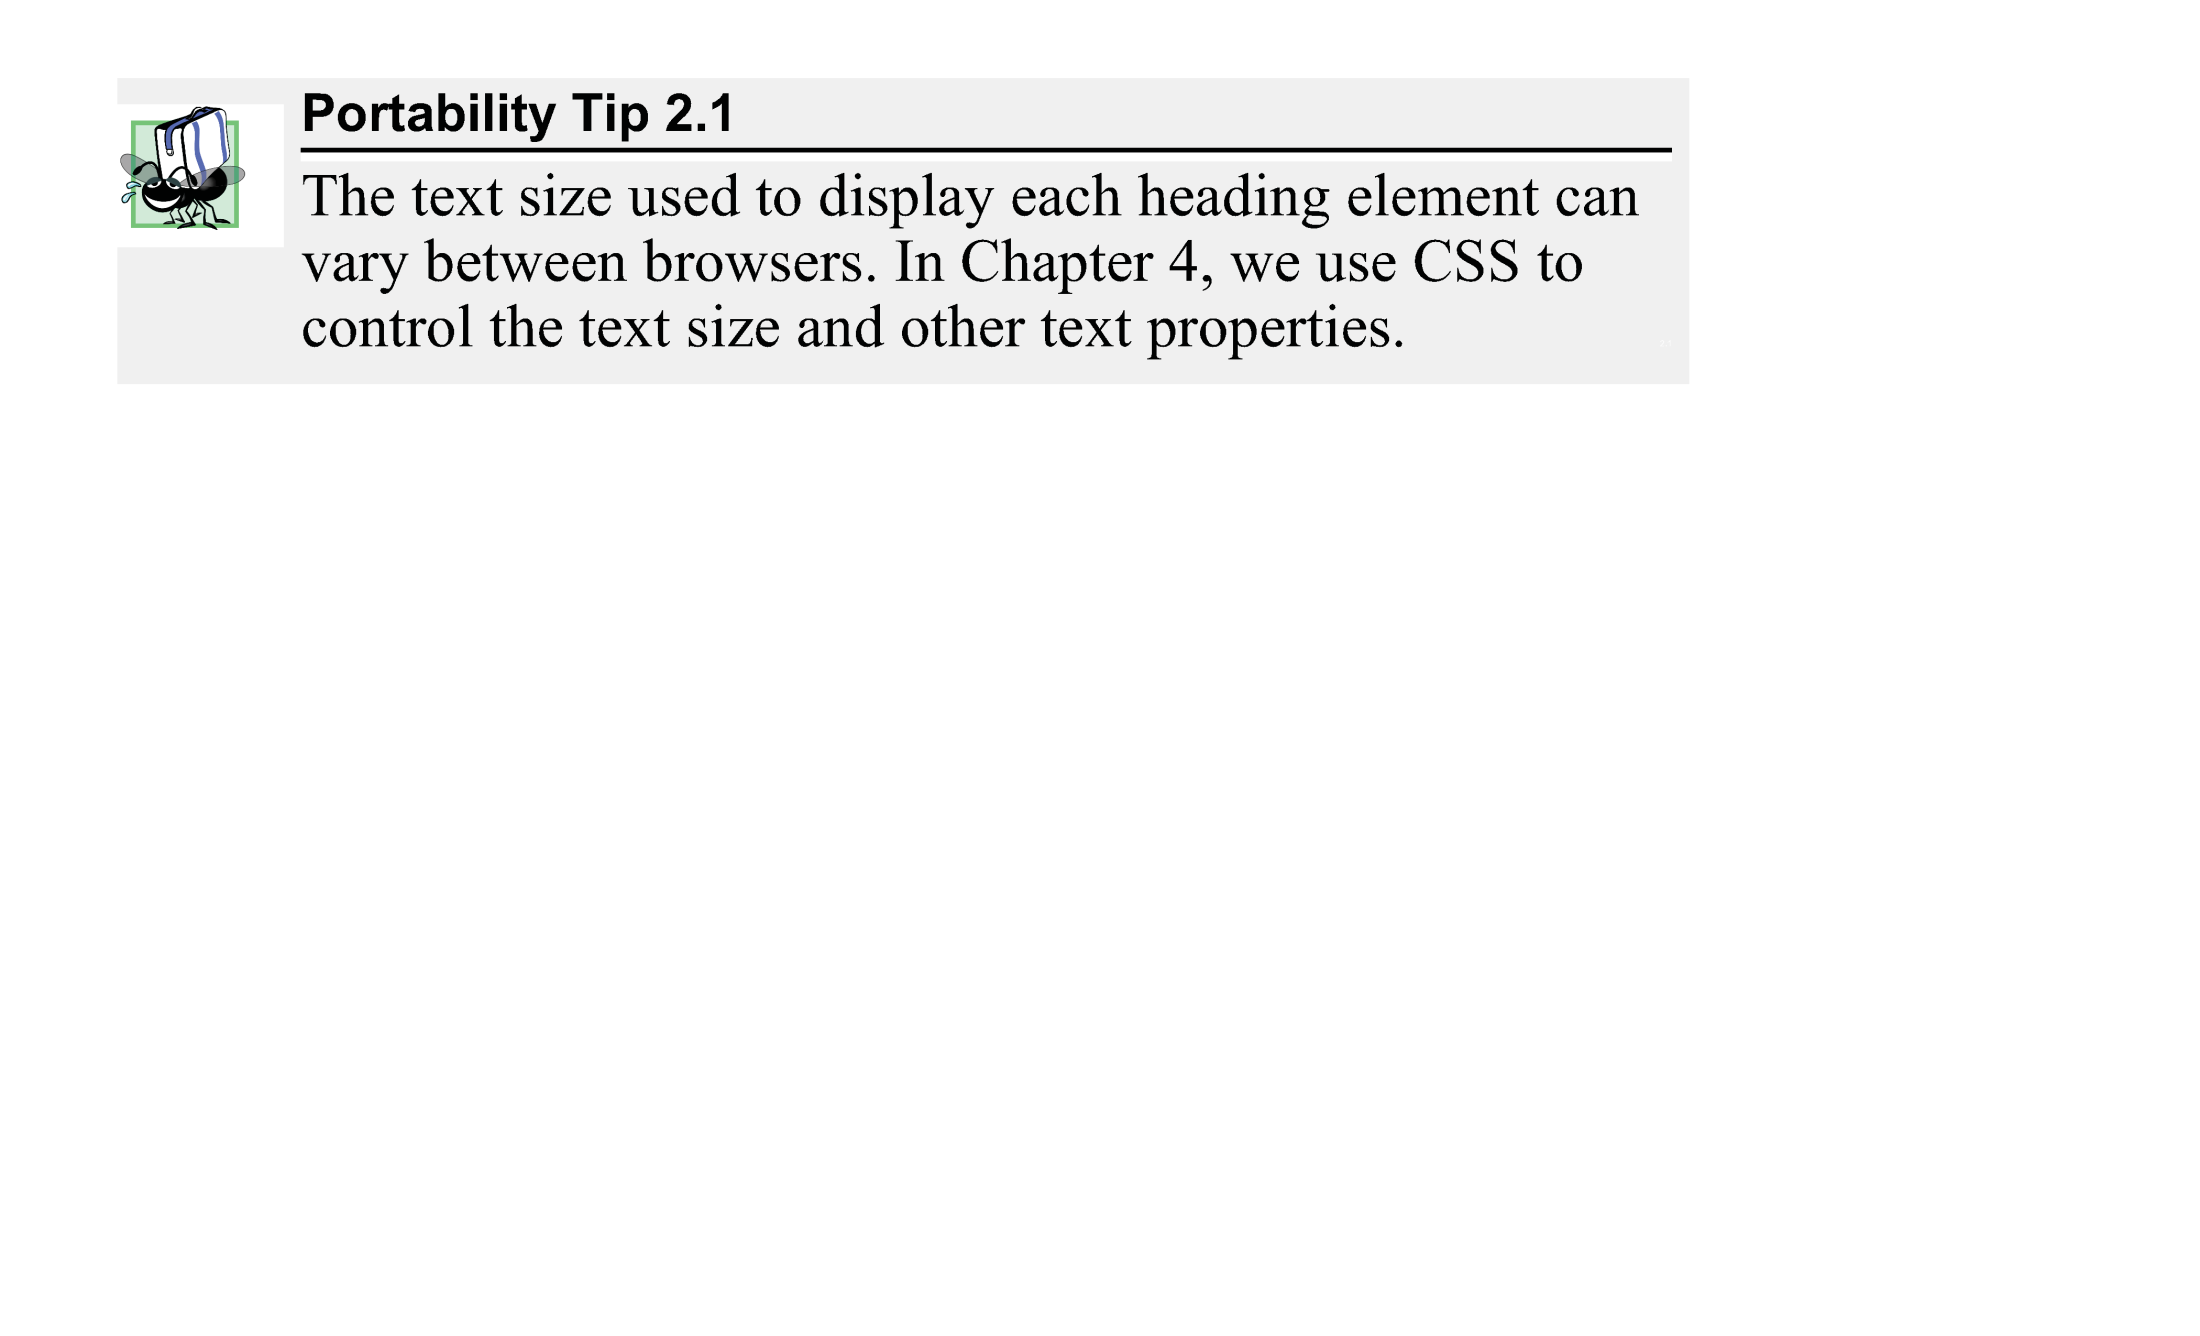 Portability Tip 2.1
The text size used to display each heading element can
vary between browsers. In Chapter 4, we use CSS to
control the text size and other text properties.